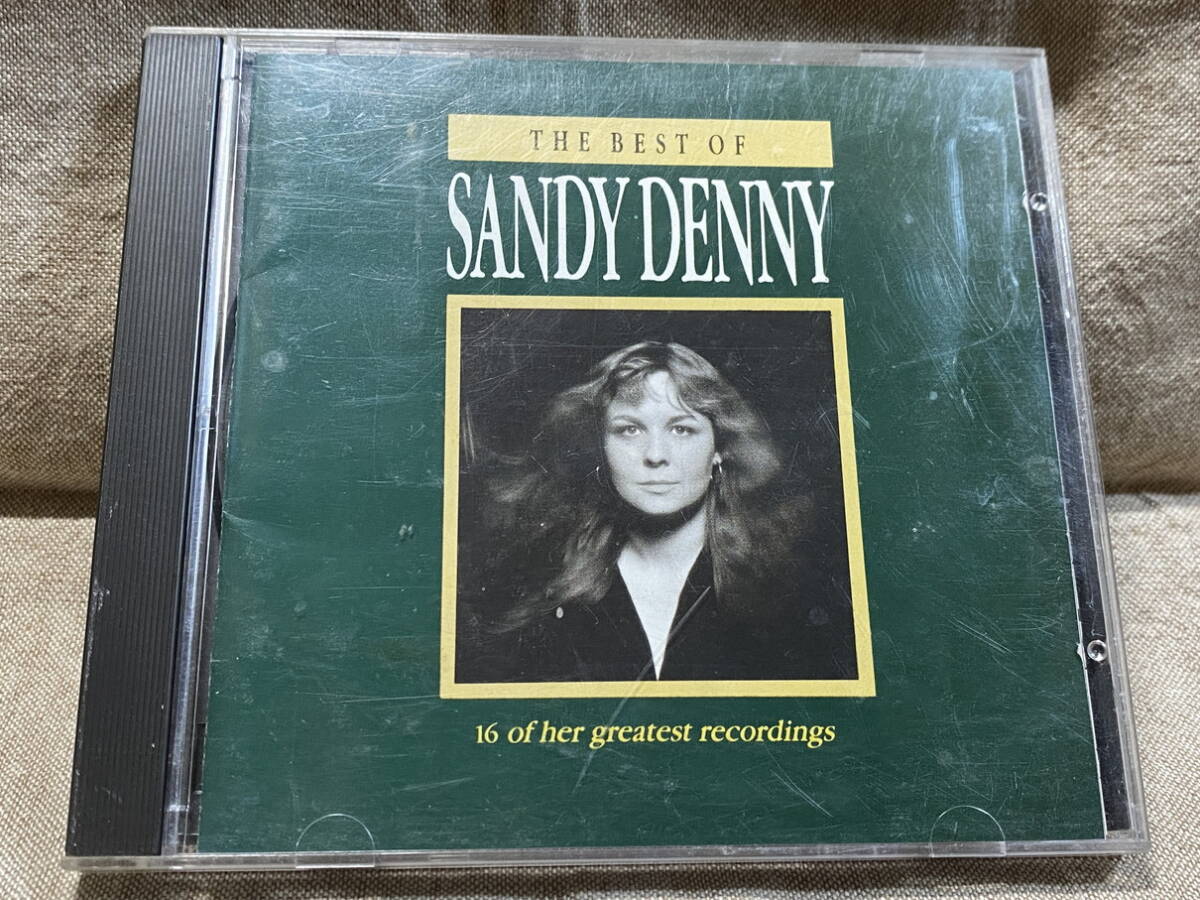 THE BEST OF
SANDY DENNY
16 of her greatest recordings